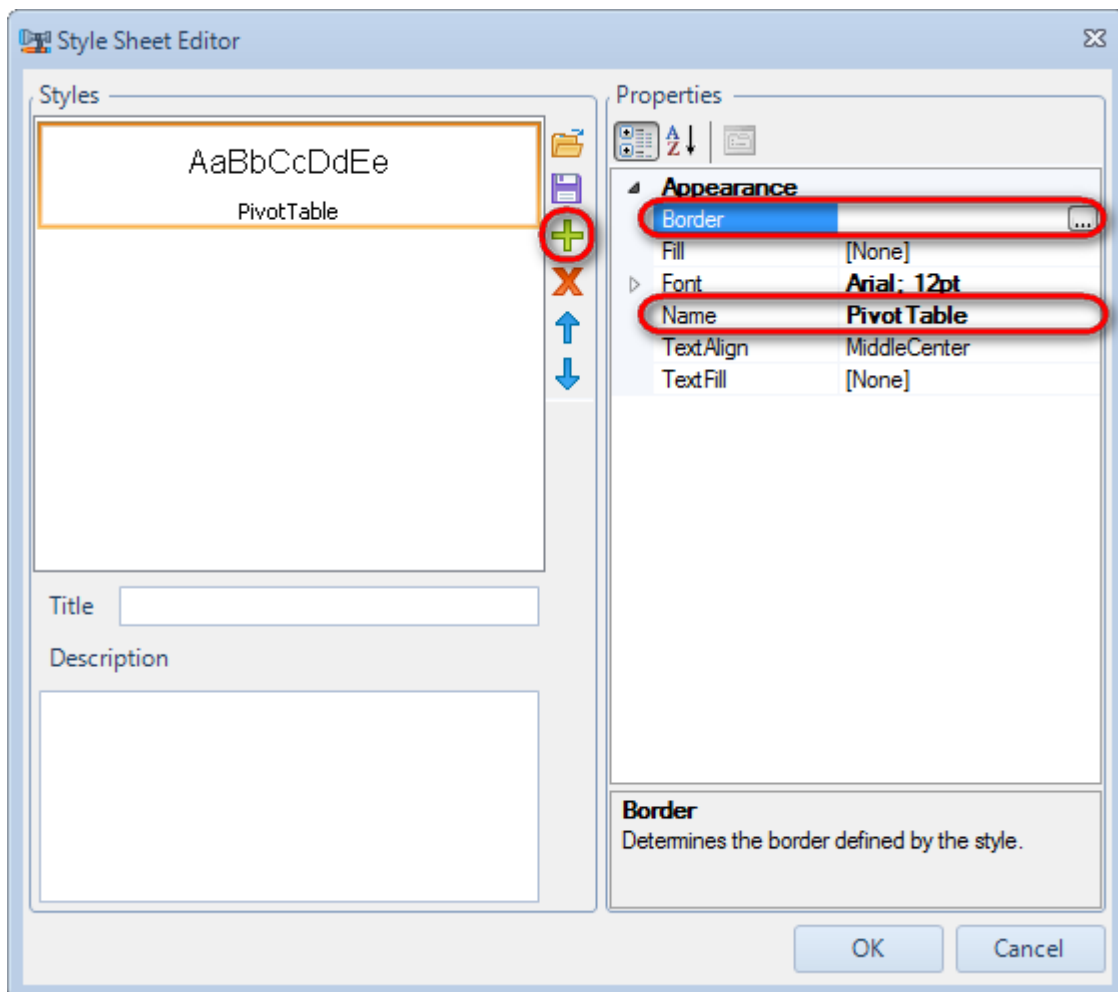 Style Sheet Editor
Styles
AaBbCcDdEe
PivotTable
Title
Description
Properties
A
Z
Appearance
Border ...
Fill [None]
Font Arial; 12pt
Name PivotTable
TextAlign MiddleCenter
TextFill [None]
Border
Determines the border defined by the style.
OK Cancel